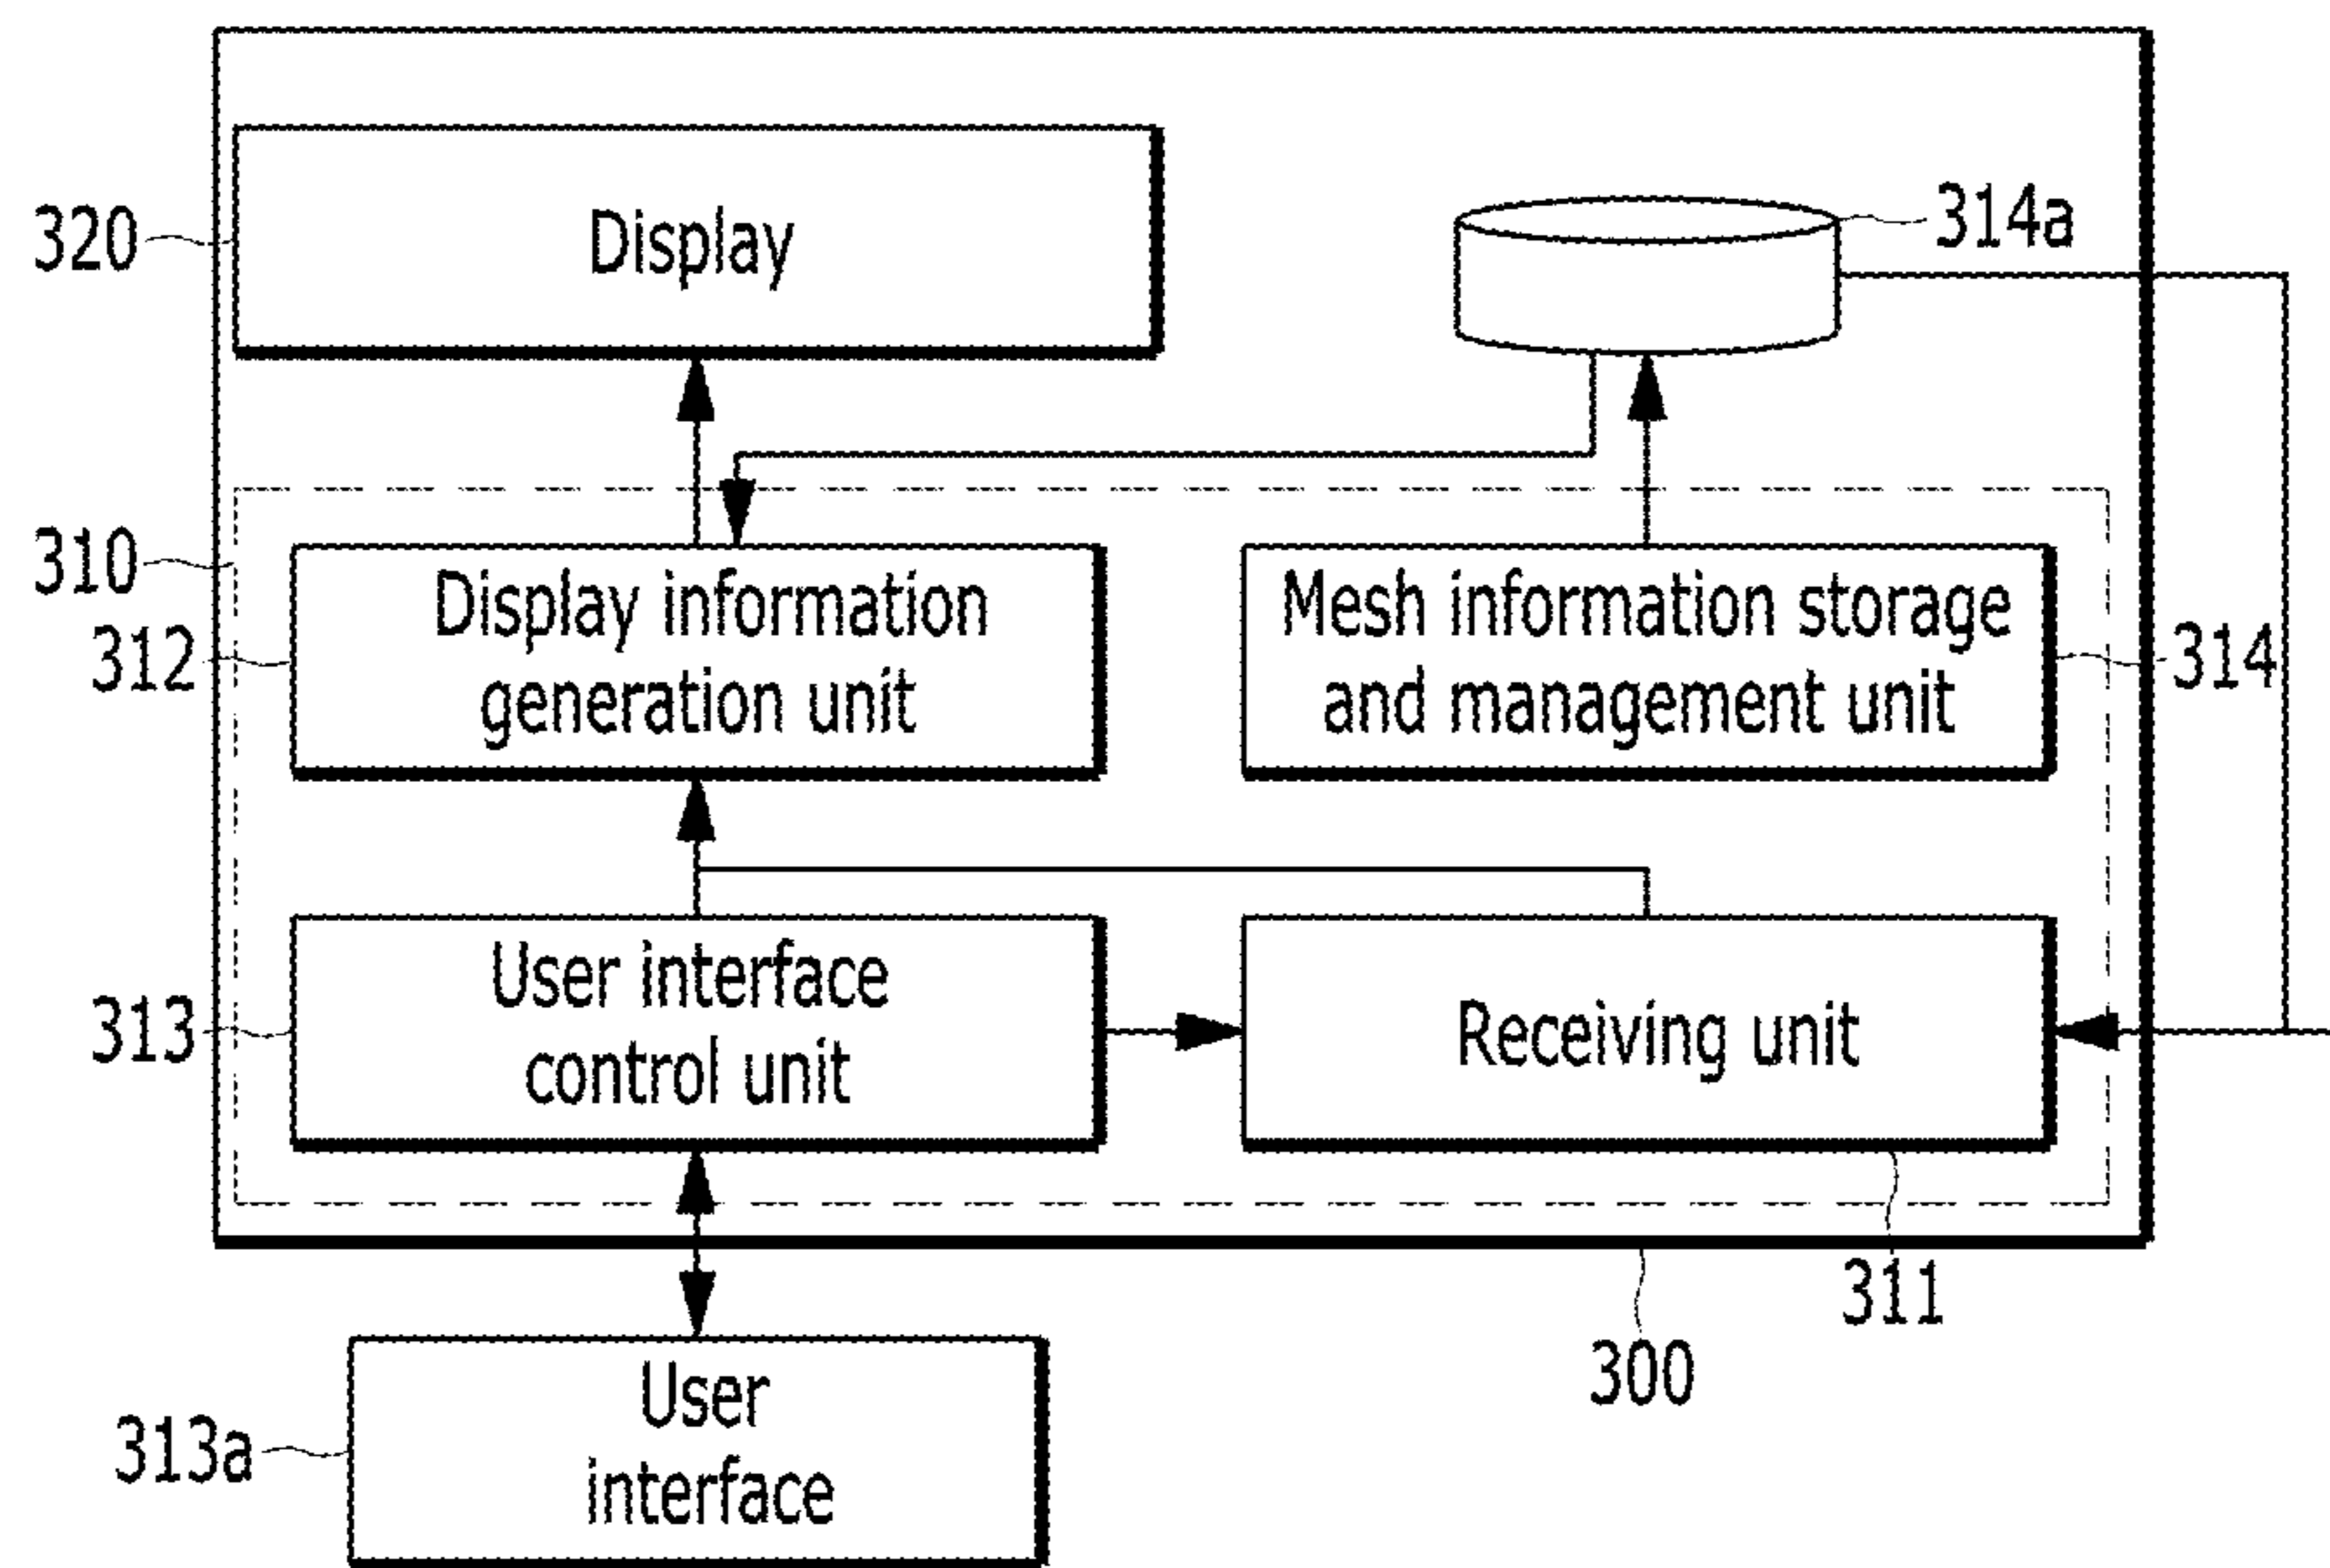 320
Display
314a
310
312
Display information
generation unit
Mesh information storage
and management unit
314
313
User interface
control unit
Receiving unit
311
300
313a
User
interface